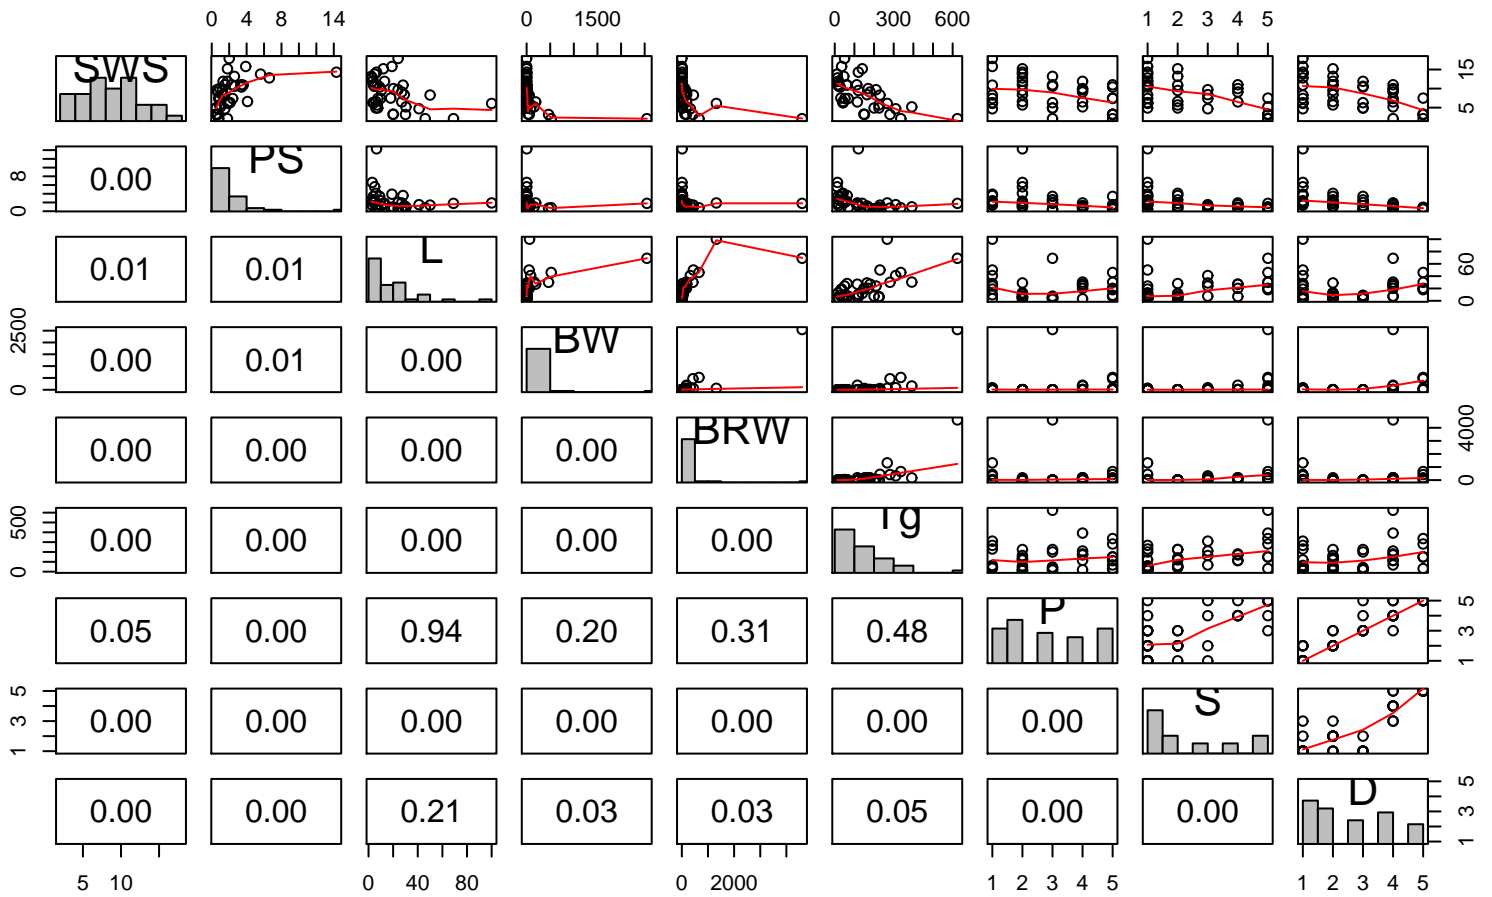 0 4 8 14 0 1500 0 300 600 1 2 3 4 5
SWS 5 15
0 8 0.00 PS
0.01 0.01 L 0 60
0 2500 0.00 0.01 0.00 BW
0.00 0.00 0.00 0.00 BRW 0 4000
0 500 0.00 0.00 0.00 0.00 0.00 Tg
0.05 0.00 0.94 0.20 0.31 0.48 P 1 3 5
1 3 5 0.00 0.00 0.00 0.00 0.00 0.00 0.00 S
0.00 0.00 0.21 0.03 0.03 0.05 0.00 0.00 D 1 3 5
5 10 0 40 80 0 2000 1 2 3 4 5 1 2 3 4 5